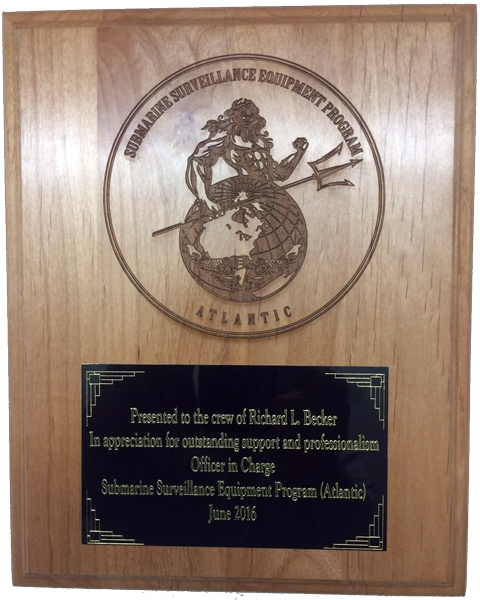 SUBMARINE SURVEILLANCE EQUIPMENT PROGRAM
ATLANTIC
Presented to the crew of Richard L. Becker
In appreciation for outstanding support and professionalism
Officer in Charge
Submarine Surveillance Equipment Program (Atlantic)
June 2016